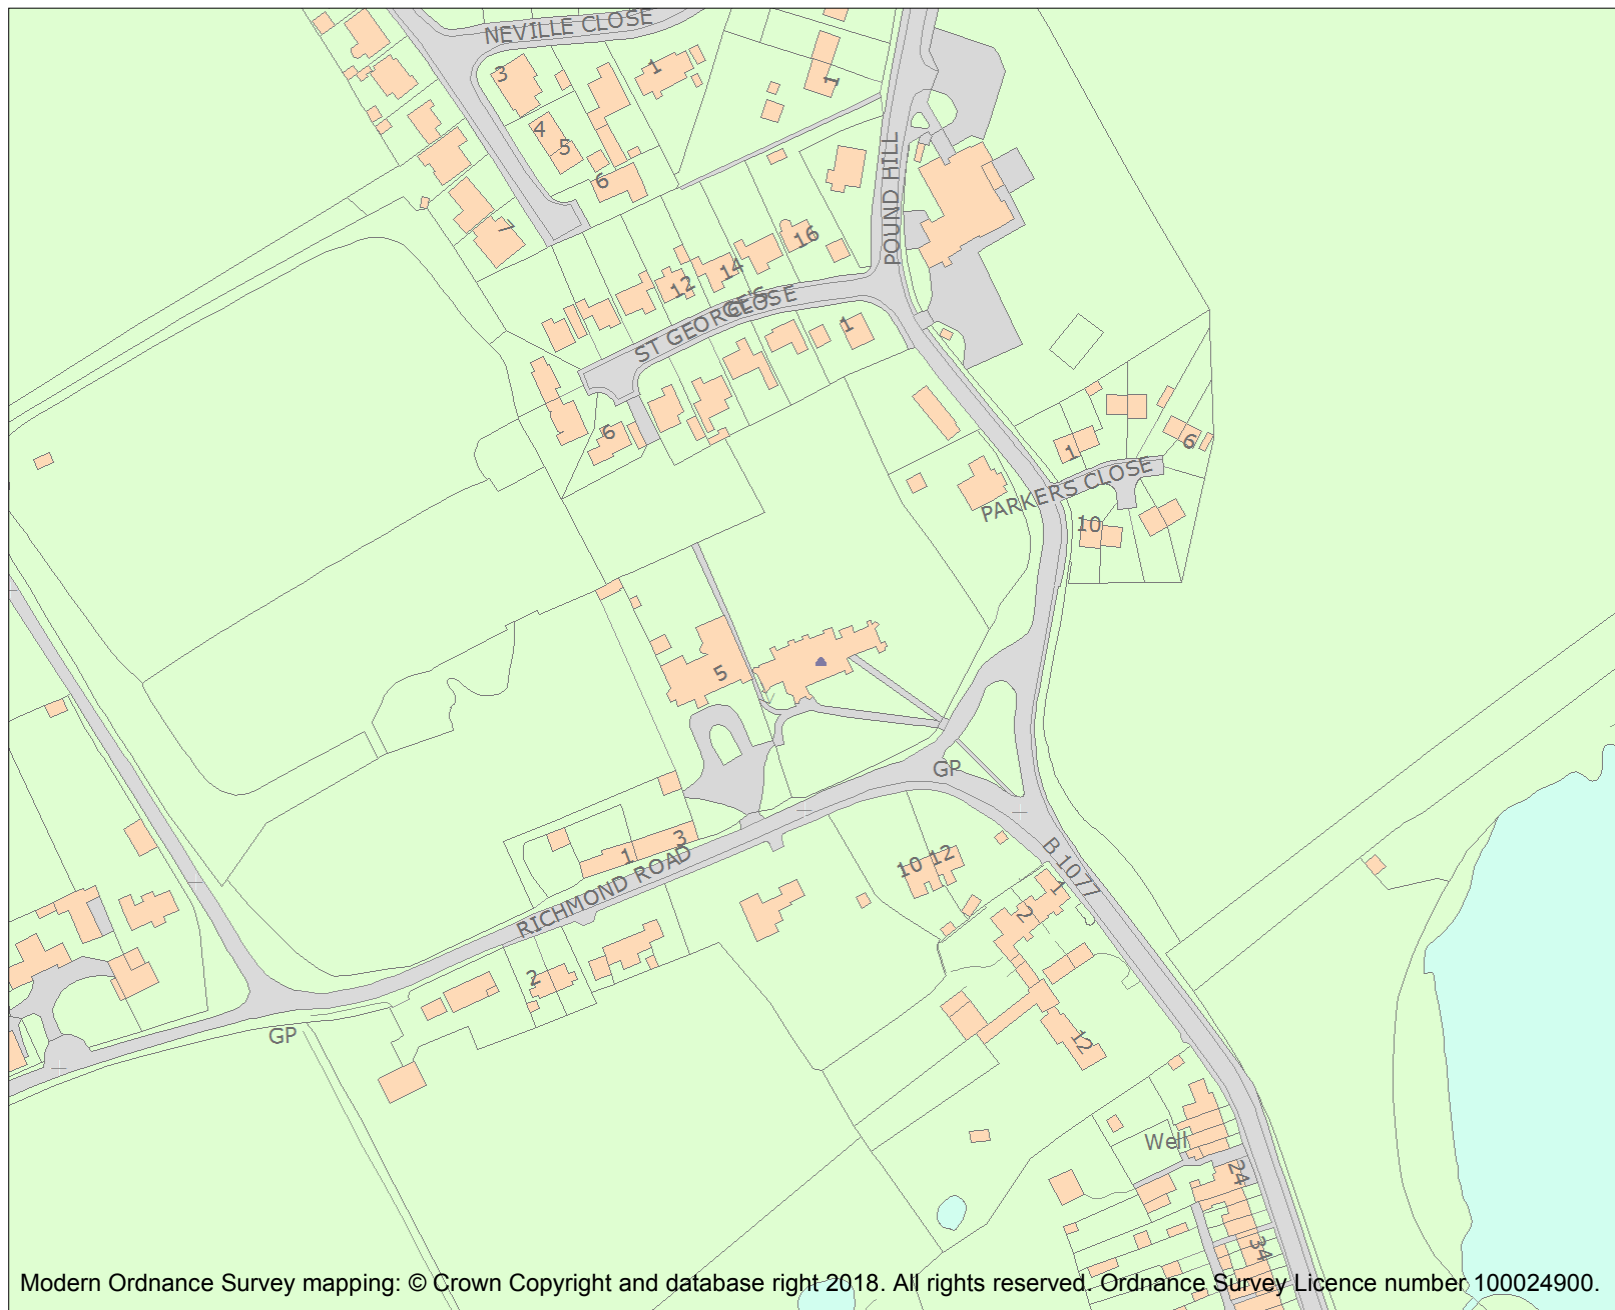 NEVILLE CLOSE
3
1
1
4
5
6
7
POUND HILL
16
14
12
ST GEORGE'S
CLOSE
1
6
1
6
PARKERS CLOSE
10
5
GP
3
1
RICHMOND ROAD
10 12
B 1077
1
2
2
GP
12
Well
24
34
Modern Ordnance Survey mapping: © Crown Copyright and database right 2018. All rights reserved. Ordnance Survey Licence number 100024900.